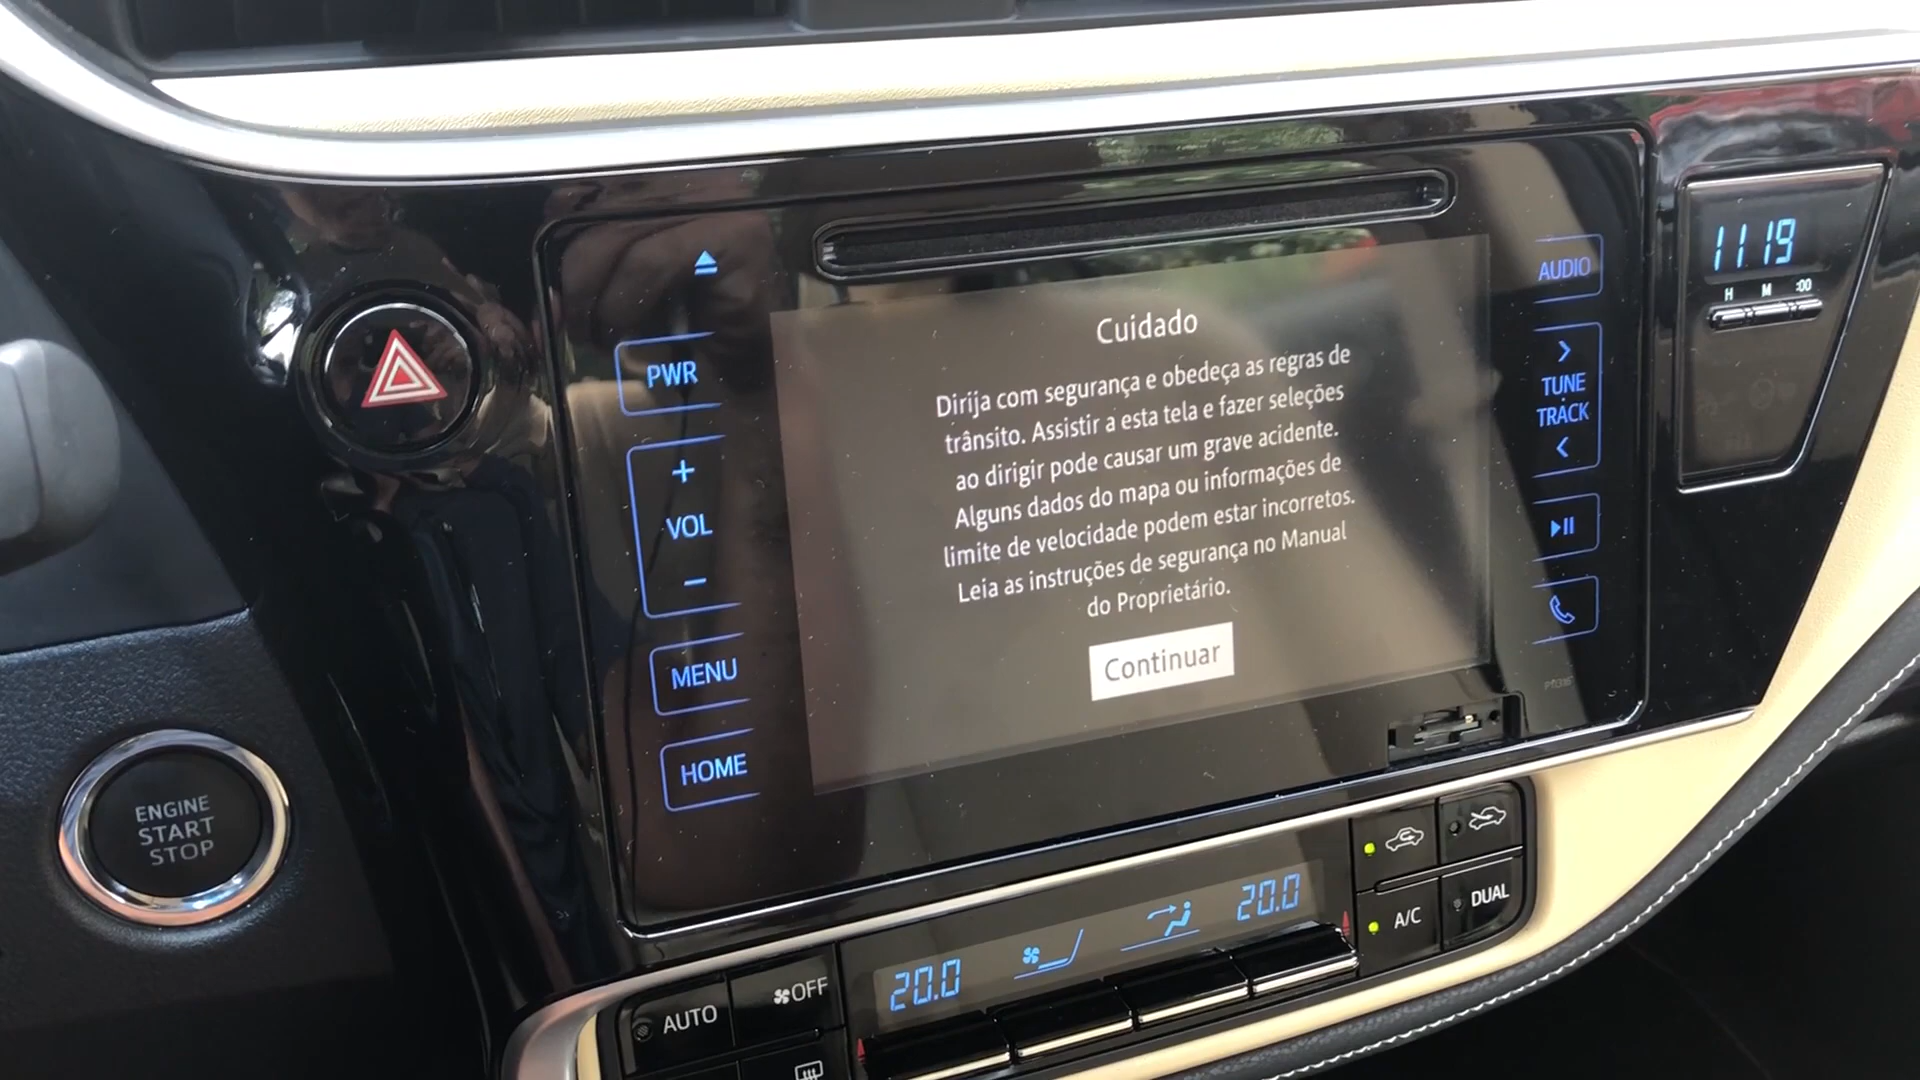 PWR
VOL
MENU
HOME
Cuidado
Dirija com segurança e obedeça as regras de
trânsito. Assistir a esta tela e fazer seleções
ao dirigir pode causar um grave acidente.
Alguns dados do mapa ou informações de
limite de velocidade podem estar incorretos.
Leia as instruções de segurança no Manual
do Proprietário.
Continuar
AUDIO
TUNE
TRACK
11 19
H M :00
ENGINE
START
STOP
20.0
20.0
AUTO
OFF
A/C
DUAL